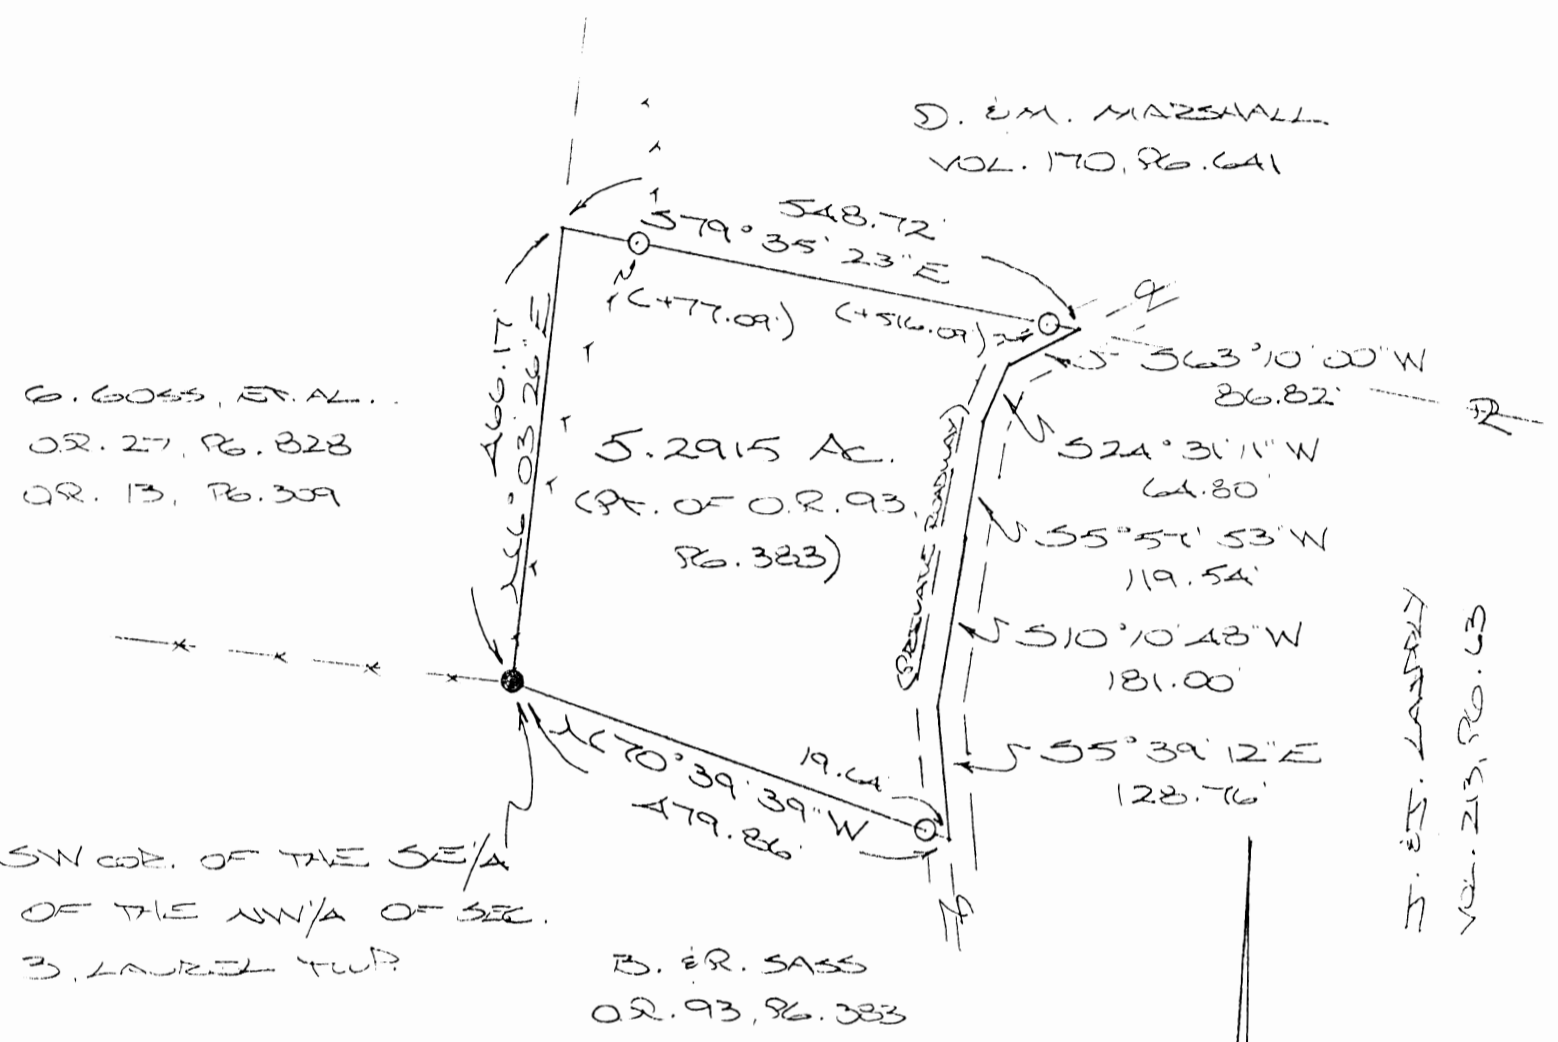 D. & M. MARSHALL
VOL. 170, PG. 641
548.72'
S79°35'23"E
(+77.09')
(+516.09')
466.17'
N6°03'26"E
G. GOSS, ET. AL.
O.R. 27, PG. 828
O.R. 13, PG. 309
5.2915 AC.
(PT. OF O.R. 93,
PG. 383)
(PRIVATE ROADWAY)
S63°10'00"W
86.82'
S24°31'11"W
64.80'
S5°57'53"W
119.54'
S10°10'48"W
181.00'
S5°39'12"E
128.76'
19.64'
N70°39'39"W
479.86'
SW COR. OF THE SE/4
OF THE NW/4 OF SEC.
3, LAUREL TWP.
B. & R. SASS
O.R. 93, PG. 383
VOL. 213, PG. 63